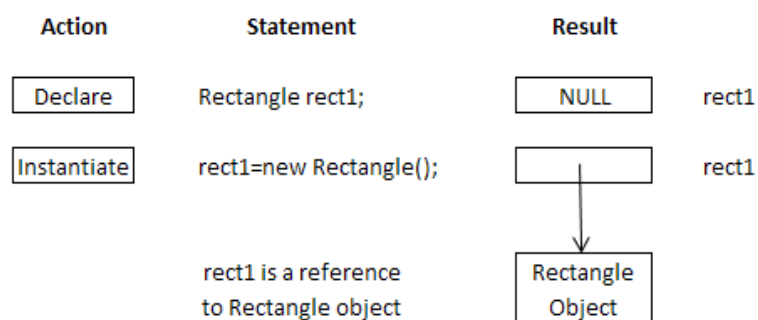 Action Statement Result
Declare Rectangle rect1; NULL rect1
Instantiate rect1=new Rectangle(); rect1
rect1 is a reference Rectangle
to Rectangle object Object